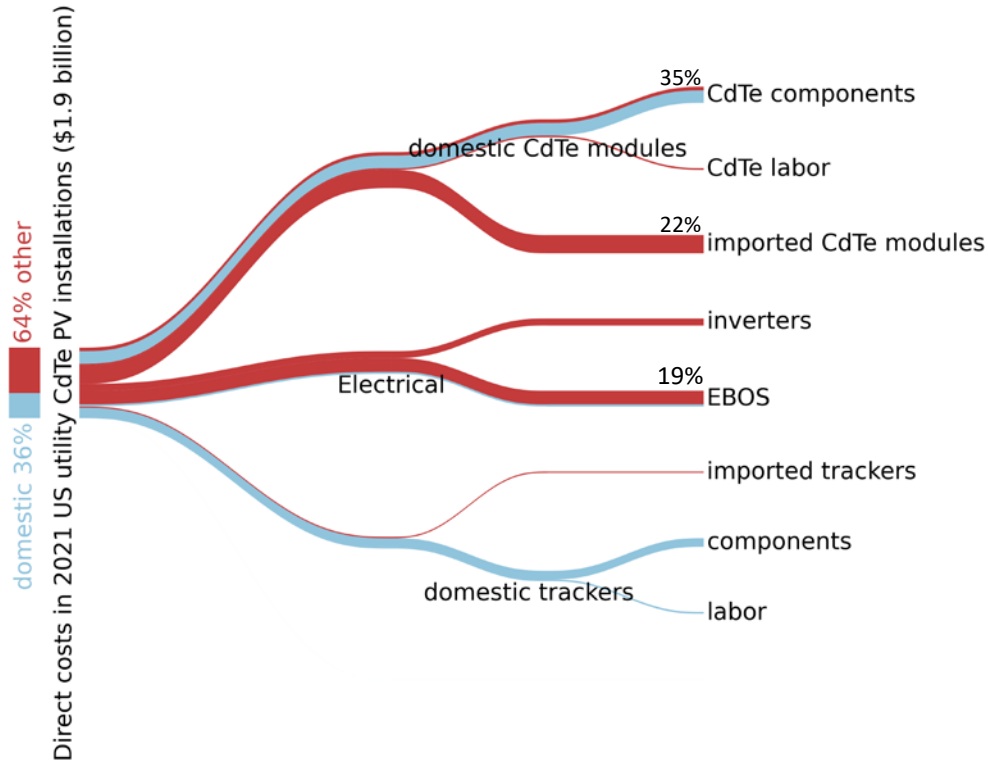 Direct costs in 2021 US utility CdTe PV installations ($1.9 billion)
64% other
domestic 36%
35%
CdTe components
domestic CdTe modules
CdTe labor
22%
imported CdTe modules
inverters
Electrical
19%
EBOS
imported trackers
components
domestic trackers
labor